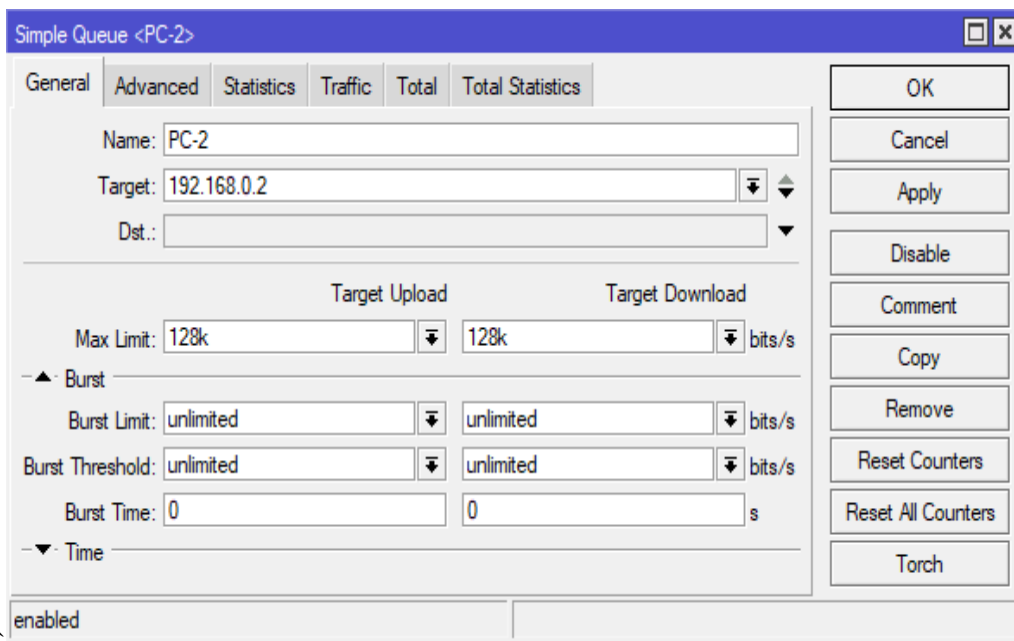 Simple Queue <PC-2>
General Advanced Statistics Traffic Total Total Statistics
Name: PC-2
Target: 192.168.0.2
Dst.:
Target Upload Target Download
Max Limit: 128k 128k bits/s
Burst
Burst Limit: unlimited unlimited bits/s
Burst Threshold: unlimited unlimited bits/s
Burst Time: 0 0 s
Time
enabled
OK
Cancel
Apply
Disable
Comment
Copy
Remove
Reset Counters
Reset All Counters
Torch